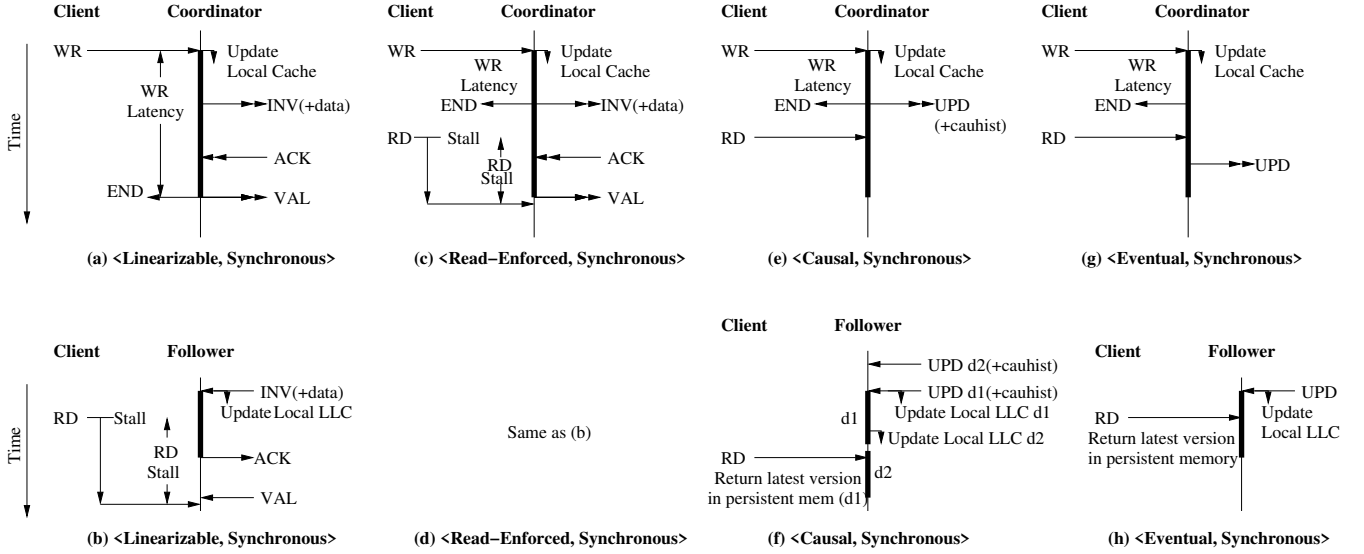 Client
Coordinator
WR
Update
Local Cache
WR
Latency
INV(+data)
ACK
END
VAL
Time
(a) <Linearizable, Synchronous>
Client
Coordinator
WR
Update
Local Cache
WR
Latency
END
INV(+data)
RD
Stall
RD
Stall
ACK
VAL
(c) <Read−Enforced, Synchronous>
Client
Coordinator
WR
Update
Local Cache
WR
Latency
END
UPD
(+cauhist)
RD
(e) <Causal, Synchronous>
Client
Coordinator
WR
Update
Local Cache
WR
Latency
END
RD
UPD
(g) <Eventual, Synchronous>
Client
Follower
INV(+data)
Update Local LLC
RD
Stall
RD
Stall
ACK
VAL
Time
(b) <Linearizable, Synchronous>
Same as (b)
(d) <Read−Enforced, Synchronous>
Client
Follower
UPD d2(+cauhist)
UPD d1(+cauhist)
Update Local LLC d1
d1
Update Local LLC d2
RD
Return latest version
in persistent mem (d1)
d2
(f) <Causal, Synchronous>
Client
Follower
UPD
Update
Local LLC
RD
Return latest version
in persistent memory
(h) <Eventual, Synchronous>